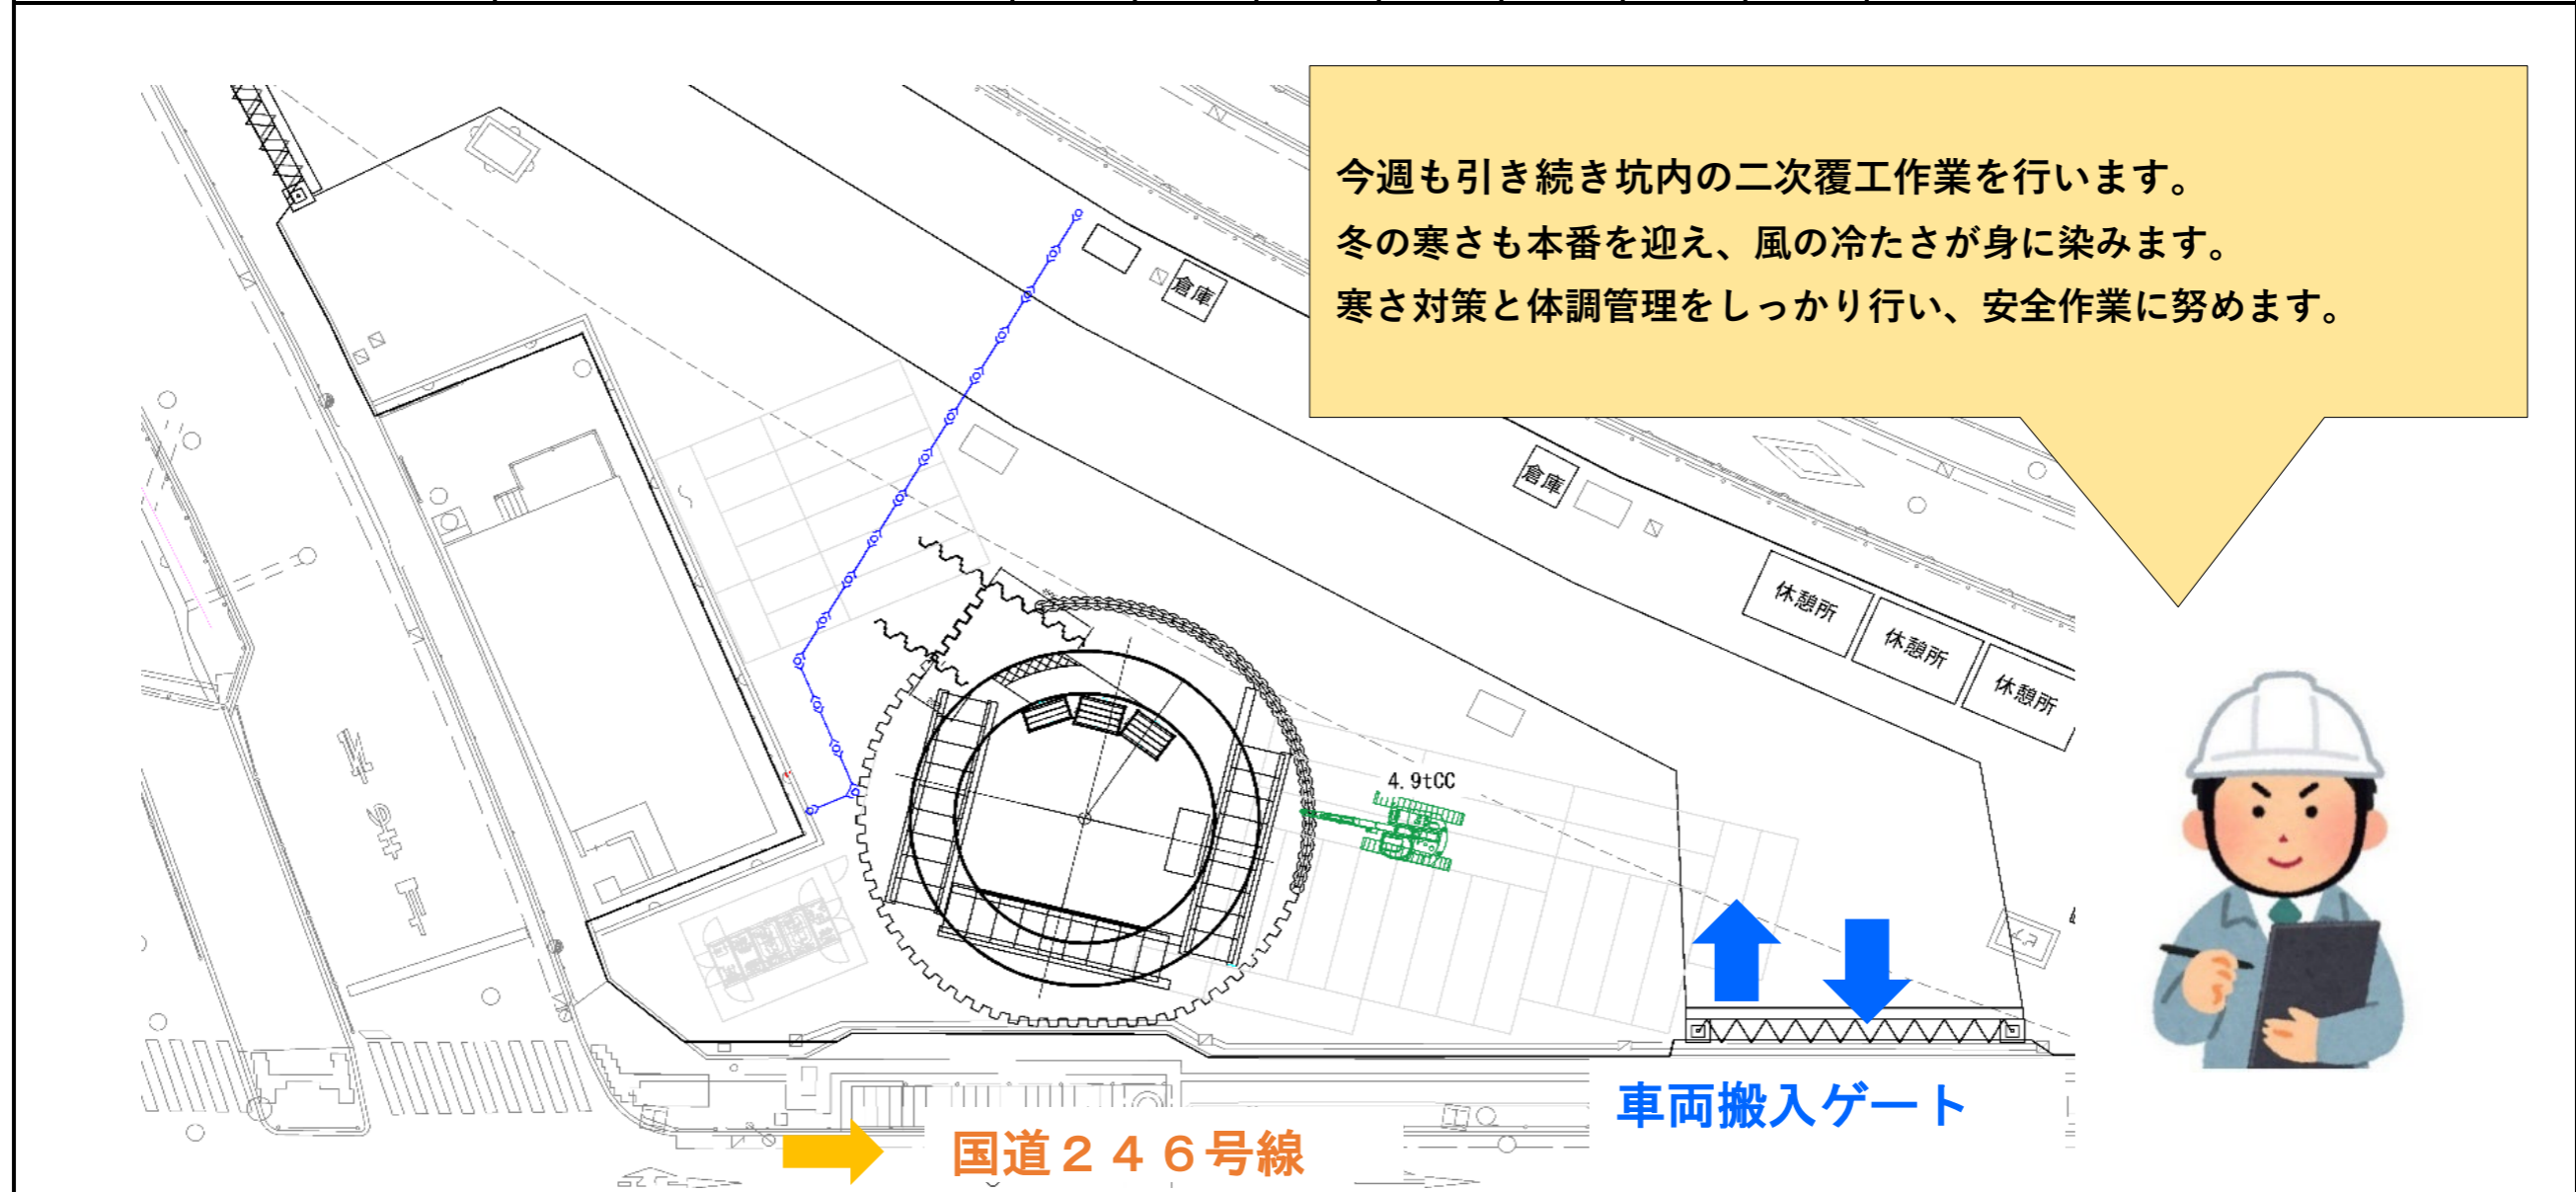 今週も引き続き坑内の二次覆工作業を行います。
冬の寒さも本番を迎え、風の冷たさが身に染みます。
寒さ対策と体調管理をしっかり行い、安全作業に努めます。
倉庫
倉庫
休憩所
休憩所
休憩所
4.9tCC
車両搬入ゲート
国道２４６号線